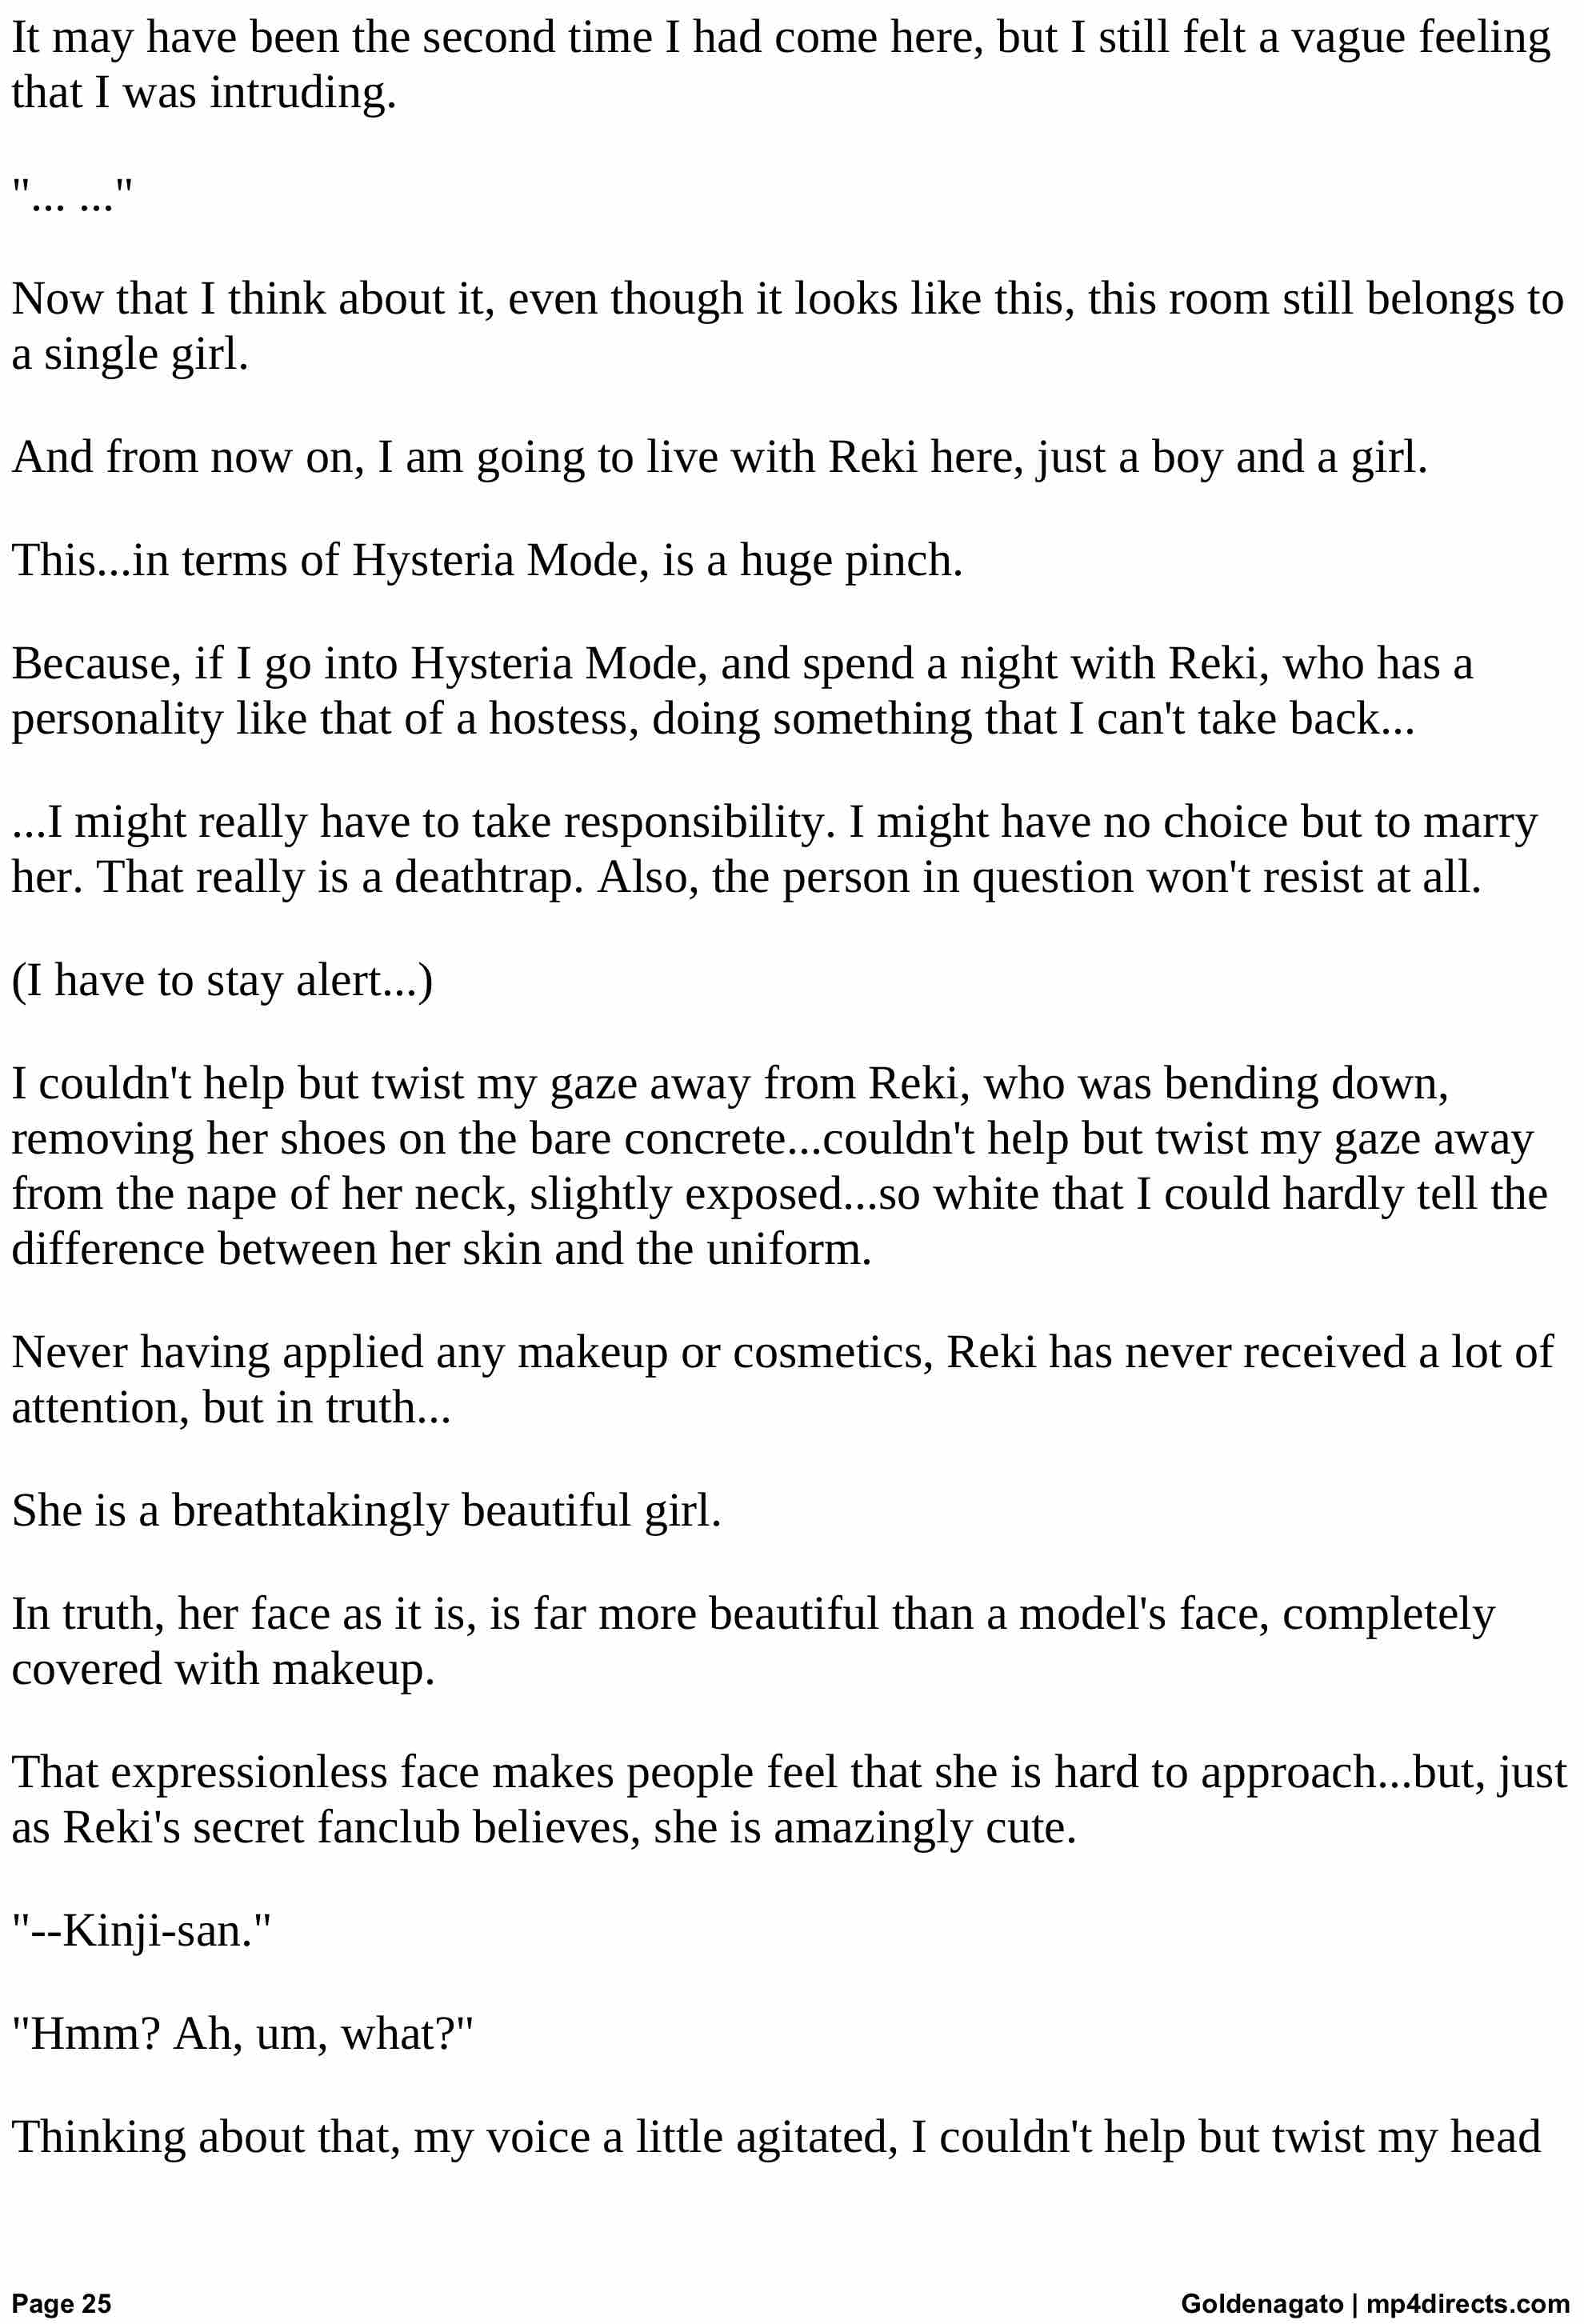 It may have been the second time I had come here, but I still felt a vague feeling
that I was intruding.
"... ..."
Now that I think about it, even though it looks like this, this room still belongs to
a single girl.
And from now on, I am going to live with Reki here, just a boy and a girl.
This...in terms of Hysteria Mode, is a huge pinch.
Because, if I go into Hysteria Mode, and spend a night with Reki, who has a
personality like that of a hostess, doing something that I can't take back...
...I might really have to take responsibility. I might have no choice but to marry
her. That really is a deathtrap. Also, the person in question won't resist at all.
(I have to stay alert...)
I couldn't help but twist my gaze away from Reki, who was bending down,
removing her shoes on the bare concrete...couldn't help but twist my gaze away
from the nape of her neck, slightly exposed...so white that I could hardly tell the
difference between her skin and the uniform.
Never having applied any makeup or cosmetics, Reki has never received a lot of
attention, but in truth...
She is a breathtakingly beautiful girl.
In truth, her face as it is, is far more beautiful than a model's face, completely
covered with makeup.
That expressionless face makes people feel that she is hard to approach...but, just
as Reki's secret fanclub believes, she is amazingly cute.
"--Kinji-san."
"Hmm? Ah, um, what?"
Thinking about that, my voice a little agitated, I couldn't help but twist my head
Page 25
Goldenagato | mp4directs.com